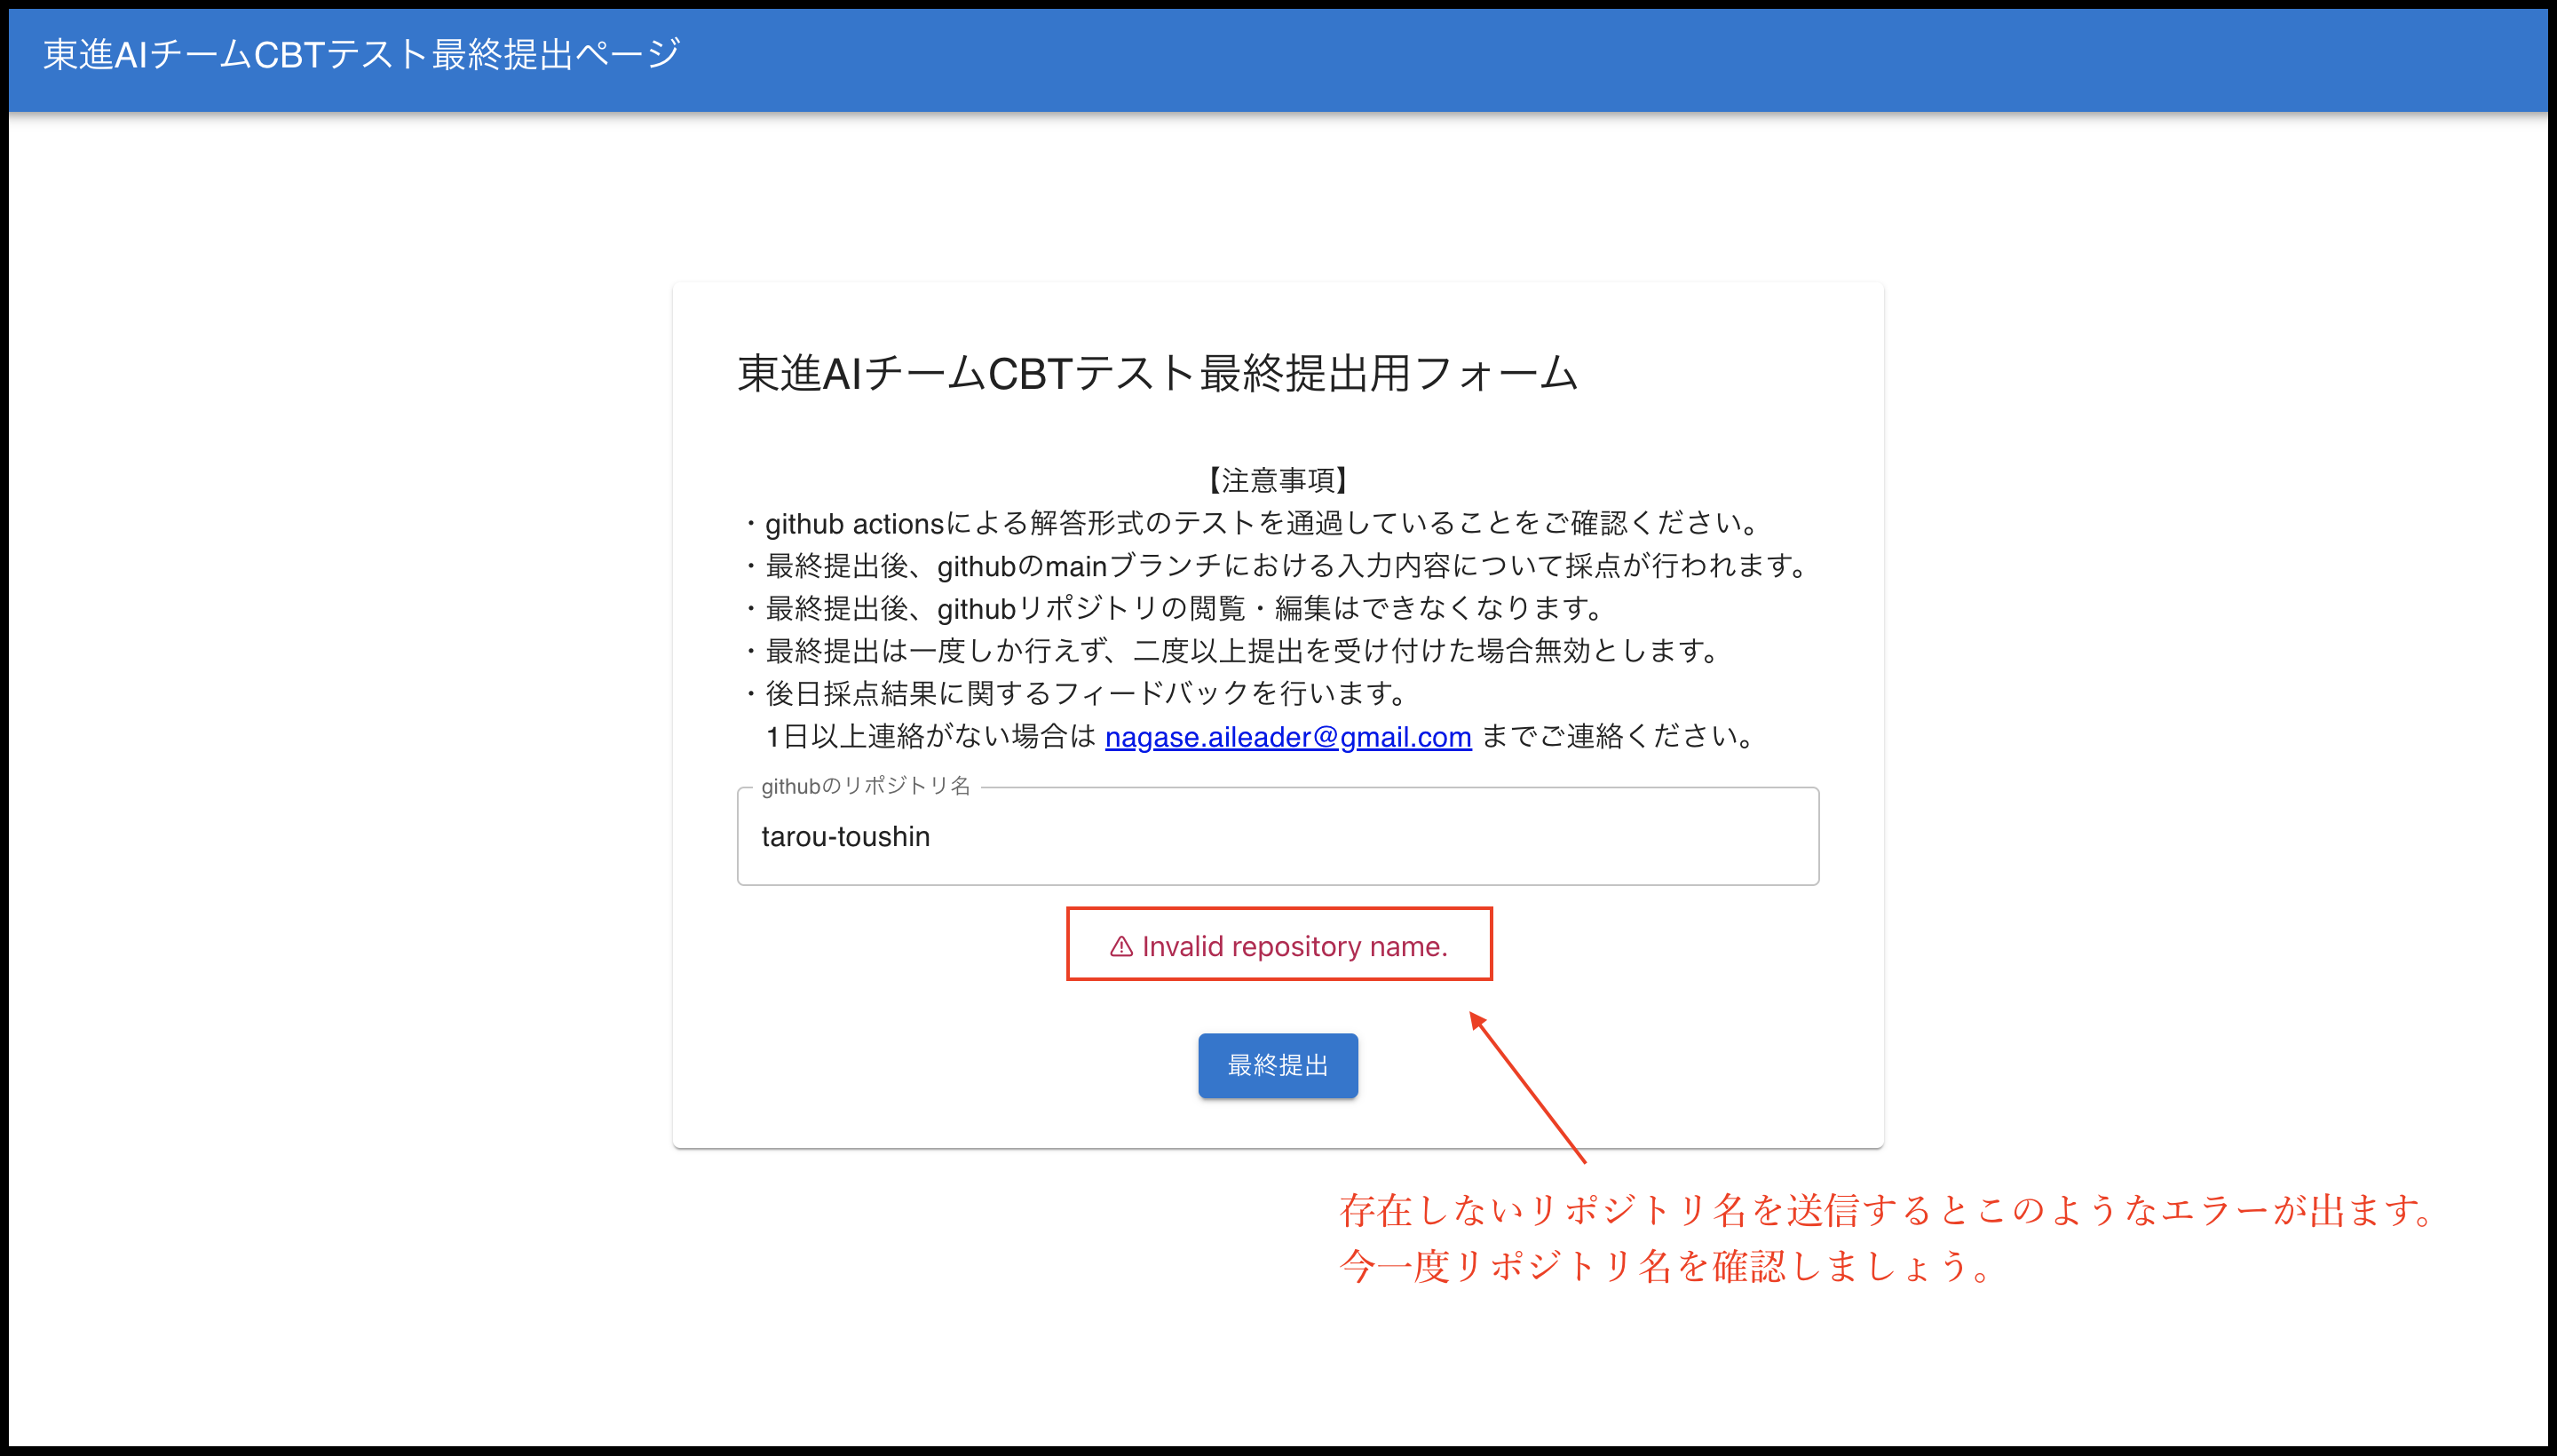 東進AIチームCBTテスト最終提出ページ
東進AIチームCBTテスト最終提出用フォーム
【注意事項】
・github actionsによる解答形式のテストを通過していることをご確認ください。
・最終提出後、githubのmainブランチにおける入力内容について採点が行われます。
・最終提出後、githubリポジトリの閲覧・編集はできなくなります。
・最終提出は一度しか行えず、二度以上提出を受け付けた場合無効とします。
・後日採点結果に関するフィードバックを行います。
1日以上連絡がない場合は nagase.aileader@gmail.com までご連絡ください。
githubのリポジトリ名
tarou-toushin
Invalid repository name.
最終提出
存在しないリポジトリ名を送信するとこのようなエラーが出ます。
今一度リポジトリ名を確認しましょう。